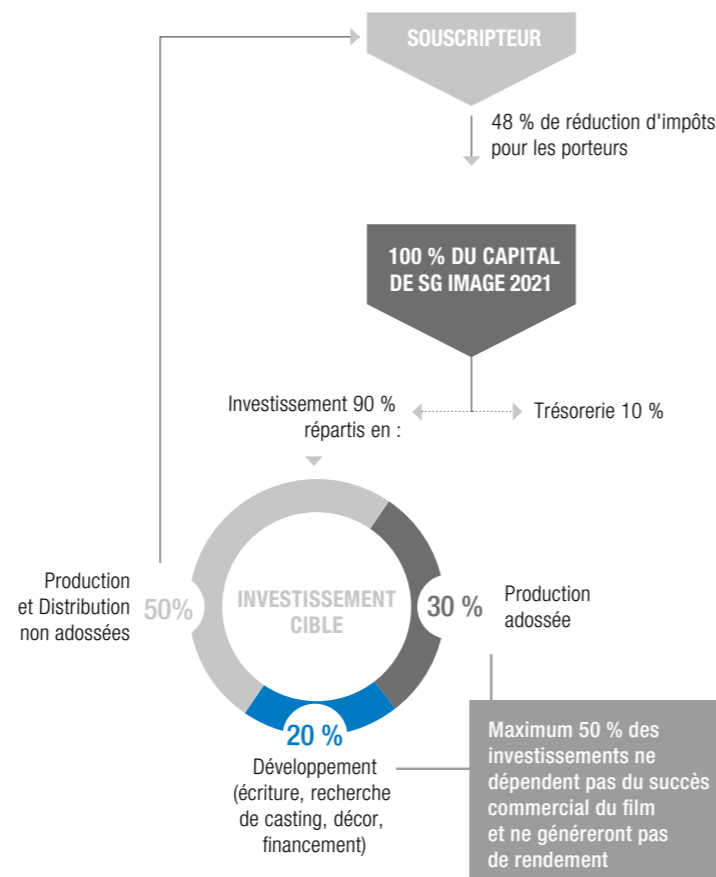 SOUSCRIPTEUR
48 % de réduction d'impôts
pour les porteurs
100 % DU CAPITAL
DE SG IMAGE 2021
Investissement 90 %
répartis en :
Trésorerie 10 %
Production
et Distribution
non adossées
50%
INVESTISSEMENT
CIBLE
30 %
Production
adossée
20 %
Développement
(écriture, recherche
de casting, décor,
financement)
Maximum 50 % des
investissements ne
dépendent pas du succès
commercial du film
et ne généreront pas
de rendement